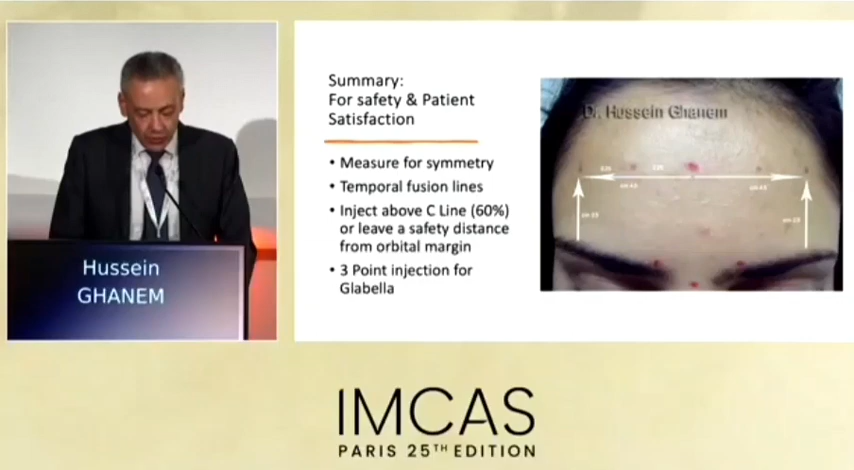 Summary:
For safety & Patient
Satisfaction
• Measure for symmetry
• Temporal fusion lines
• Inject above C Line (60%)
or leave a safety distance
from orbital margin
• 3 Point injection for
Glabella
Dr. Hussein Ghanem
Hussein
GHANEM
IMCAS
PARIS 25TH EDITION